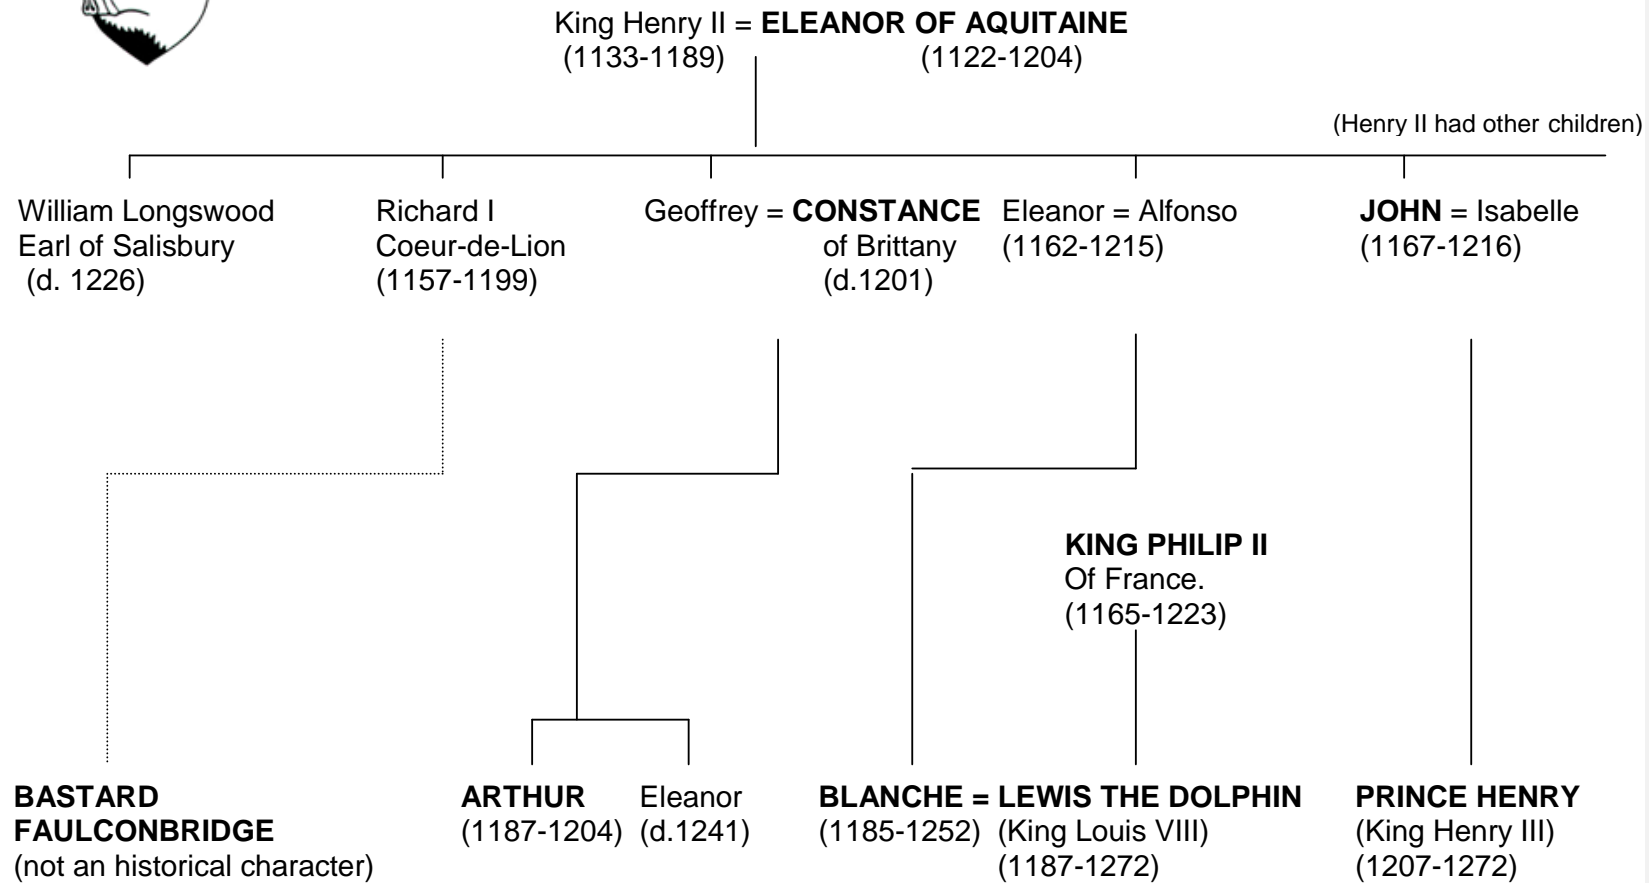 King Henry II = ELEANOR OF AQUITAINE
(1133-1189) (1122-1204)
(Henry II had other children)
William Longswood
Earl of Salisbury
(d. 1226)
Richard I
Coeur-de-Lion
(1157-1199)
Geoffrey = CONSTANCE
of Brittany
(d.1201)
Eleanor = Alfonso
(1162-1215)
JOHN = Isabelle
(1167-1216)
KING PHILIP II
Of France.
(1165-1223)
BASTARD
FAULCONBRIDGE
(not an historical character)
ARTHUR
(1187-1204)
Eleanor
(d.1241)
BLANCHE = LEWIS THE DOLPHIN
(1185-1252) (King Louis VIII)
(1187-1272)
PRINCE HENRY
(King Henry III)
(1207-1272)